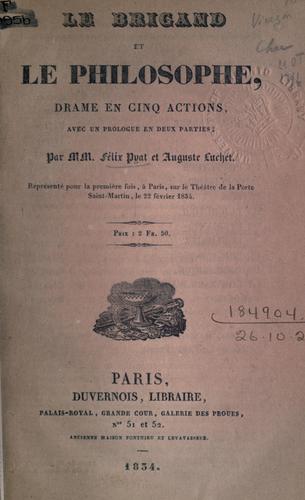 LE BRIGAND
ET
LE PHILOSOPHE,
DRAME EN CINQ ACTIONS,
AVEC UN PROLOGUE EN DEUX PARTIES;
Par MM. Félix Pyat et Auguste Luchet.
Représenté pour la première fois, à Paris, sur le Théâtre de la Porte
Saint-Martin, le 22 février 1834.
Prix : 2 Fr. 50.
184904
26.10.2
PARIS,
DUVERNOIS, LIBRAIRE,
PALAIS-ROYAL, GRANDE COUR, GALERIE DES PROUES,
Nos 51 et 52.
ANCIENNE MAISON PONTHIEU ET LEVAVASSEUR.
1834.